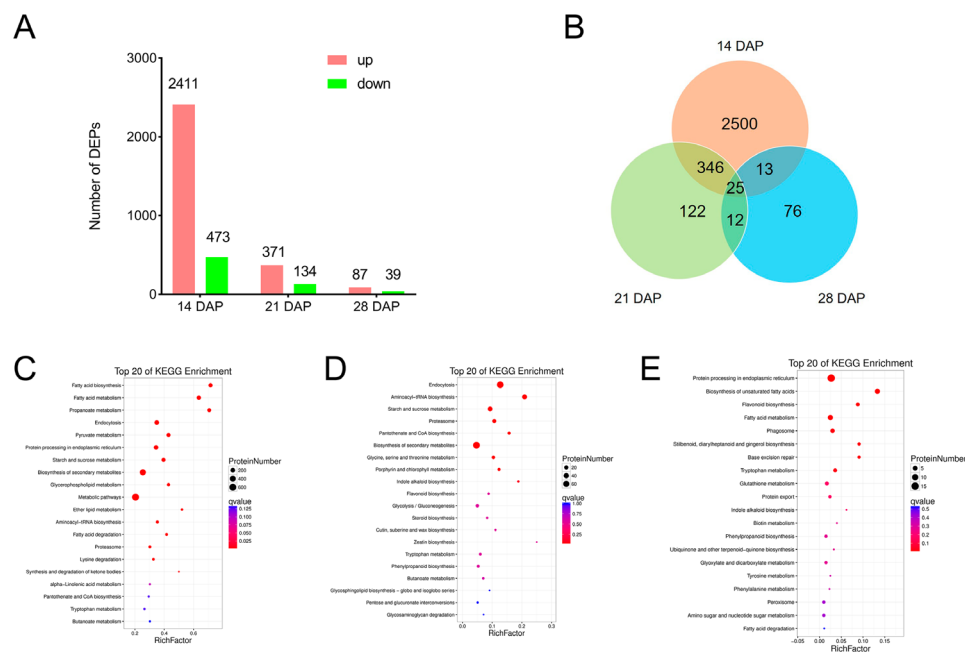 A
3000
2000
1000
0
Number of DEPs
up
down
2411
473
371
134
87
39
14 DAP
21 DAP
28 DAP
B
14 DAP
2500
346
13
25
122
12
76
21 DAP
28 DAP
C
Top 20 of KEGG Enrichment
Fatty acid biosynthesis
Fatty acid metabolism
Propanoate metabolism
Endocytosis
Pyruvate metabolism
Protein processing in endoplasmic reticulum
Starch and sucrose metabolism
Biosynthesis of secondary metabolites
Glycerophospholipid metabolism
Metabolic pathways
Ether lipid metabolism
Aminoacyl−tRNA biosynthesis
Fatty acid degradation
Proteasome
Lysine degradation
Synthesis and degradation of ketone bodies
alpha−Linolenic acid metabolism
Pantothenate and CoA biosynthesis
Tryptophan metabolism
Butanoate metabolism
0.2 0.4 0.6
RichFactor
ProteinNumber
200
400
600
qvalue
0.125
0.100
0.075
0.050
0.025
D
Top 20 of KEGG Enrichment
Endocytosis
Aminoacyl−tRNA biosynthesis
Starch and sucrose metabolism
Proteasome
Pantothenate and CoA biosynthesis
Biosynthesis of secondary metabolites
Glycine, serine and threonine metabolism
Porphyrin and chlorophyll metabolism
Indole alkaloid biosynthesis
Flavonoid biosynthesis
Glycolysis / Gluconeogenesis
Steroid biosynthesis
Cutin, suberine and wax biosynthesis
Zeatin biosynthesis
Tryptophan metabolism
Phenylpropanoid biosynthesis
Butanoate metabolism
Glycosphingolipid biosynthesis − globo and isoglobo series
Pentose and glucuronate interconversions
Glycosaminoglycan degradation
0.0 0.1 0.2 0.3
RichFactor
ProteinNumber
20
40
60
qvalue
1.00
0.75
0.50
0.25
E
Top 20 of KEGG Enrichment
Protein processing in endoplasmic reticulum
Biosynthesis of unsaturated fatty acids
Flavonoid biosynthesis
Fatty acid metabolism
Phagosome
Stilbenoid, diarylheptanoid and gingerol biosynthesis
Base excision repair
Tryptophan metabolism
Glutathione metabolism
Protein export
Indole alkaloid biosynthesis
Biotin metabolism
Phenylpropanoid biosynthesis
Ubiquinone and other terpenoid−quinone biosynthesis
Glyoxylate and dicarboxylate metabolism
Tyrosine metabolism
Phenylalanine metabolism
Peroxisome
Amino sugar and nucleotide sugar metabolism
Fatty acid degradation
−0.05 0.00 0.05 0.10 0.15
RichFactor
ProteinNumber
5
10
15
qvalue
0.5
0.4
0.3
0.2
0.1